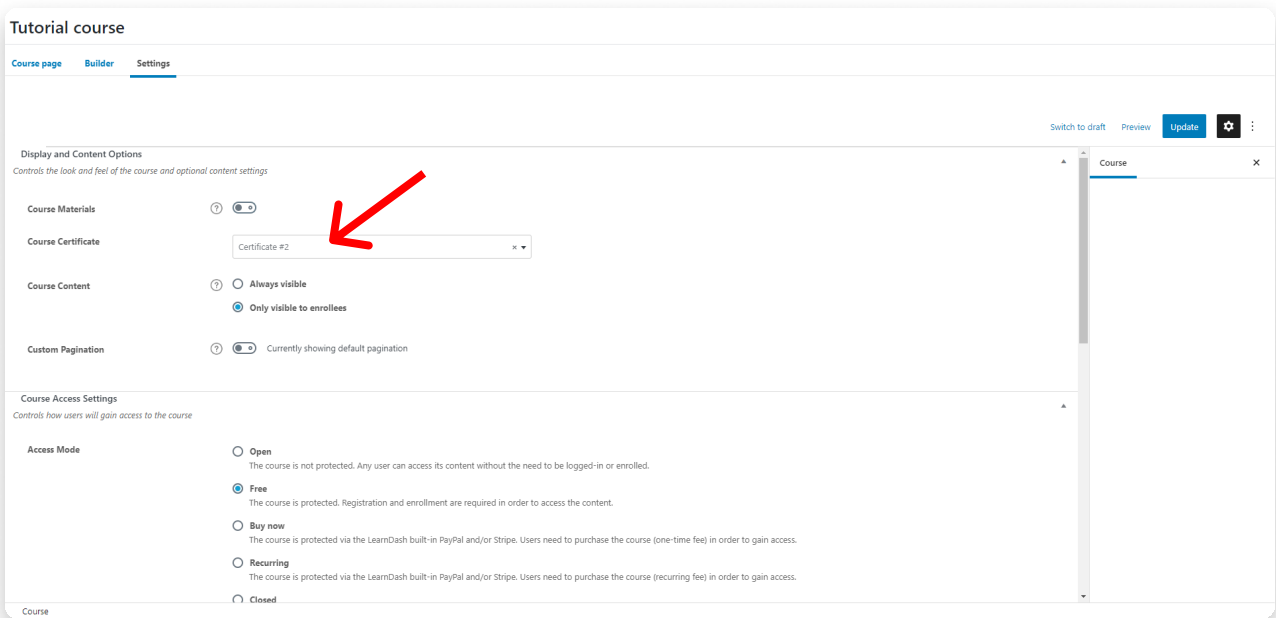 Tutorial course
Course page Builder Settings
Switch to draft Preview Update
Display and Content Options
Controls the look and feel of the course and optional content settings
Course
Course Materials ?
Course Certificate Certificate #2 ×
Course Content ? Always visible
Only visible to enrollees
Custom Pagination ? Currently showing default pagination
Course Access Settings
Controls how users will gain access to the course
Access Mode Open
The course is not protected. Any user can access its content without the need to be logged-in or enrolled.
Free
The course is protected. Registration and enrollment are required in order to access the content.
Buy now
The course is protected via the LearnDash built-in PayPal and/or Stripe. Users need to purchase the course (one-time fee) in order to gain access.
Recurring
The course is protected via the LearnDash built-in PayPal and/or Stripe. Users need to purchase the course (recurring fee) in order to gain access.
Closed
Course